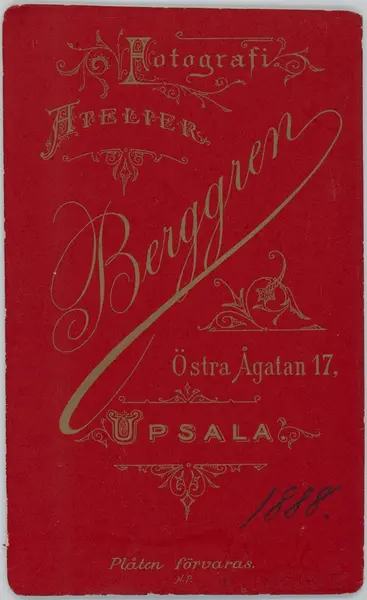 Fotografi
ATELIER
Berggren
Östra Ågatan 17,
UPSALA
1888.
Plåten förvaras.
N.P.